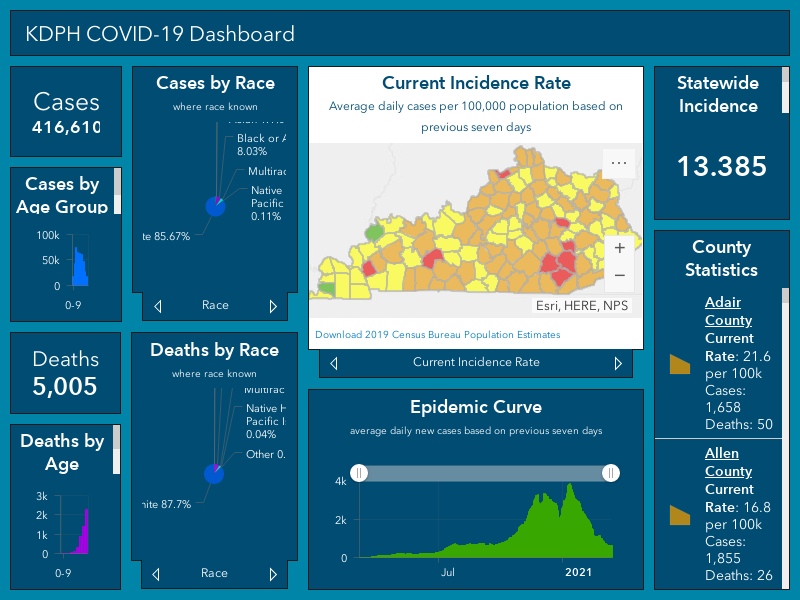 KDPH COVID-19 Dashboard
Cases
416,610
Cases by
Age Group
100k
50k
0
0-9
Deaths
5,005
Deaths by
Age
3k
2k
1k
0
0-9
Cases by Race
where race known
Black or A
8.03%
Multirac
Native
Pacific
0.11%
te 85.67%
Race
Deaths by Race
where race known
Multirac
Native H
Pacific I
0.04%
Other 0.
nite 87.7%
Race
Current Incidence Rate
Average daily cases per 100,000 population based on
previous seven days
...
+
−
Esri, HERE, NPS
Download 2019 Census Bureau Population Estimates
Current Incidence Rate
Epidemic Curve
average daily new cases based on previous seven days
4k
2k
0
Jul
2021
Statewide
Incidence
13.385
County
Statistics
Adair
County
Current
Rate: 21.6
per 100k
Cases:
1,658
Deaths: 50
Allen
County
Current
Rate: 16.8
per 100k
Cases:
1,855
Deaths: 26